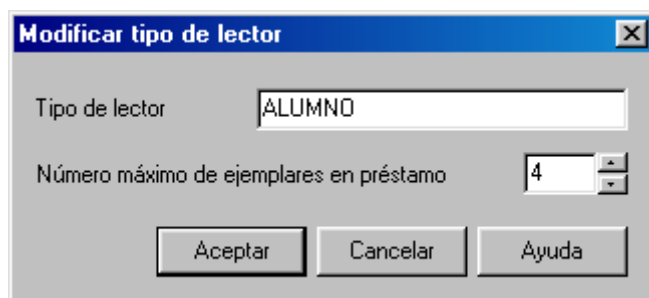 Modificar tipo de lector
Tipo de lector ALUMNO
Número máximo de ejemplares en préstamo 4
Aceptar Cancelar Ayuda